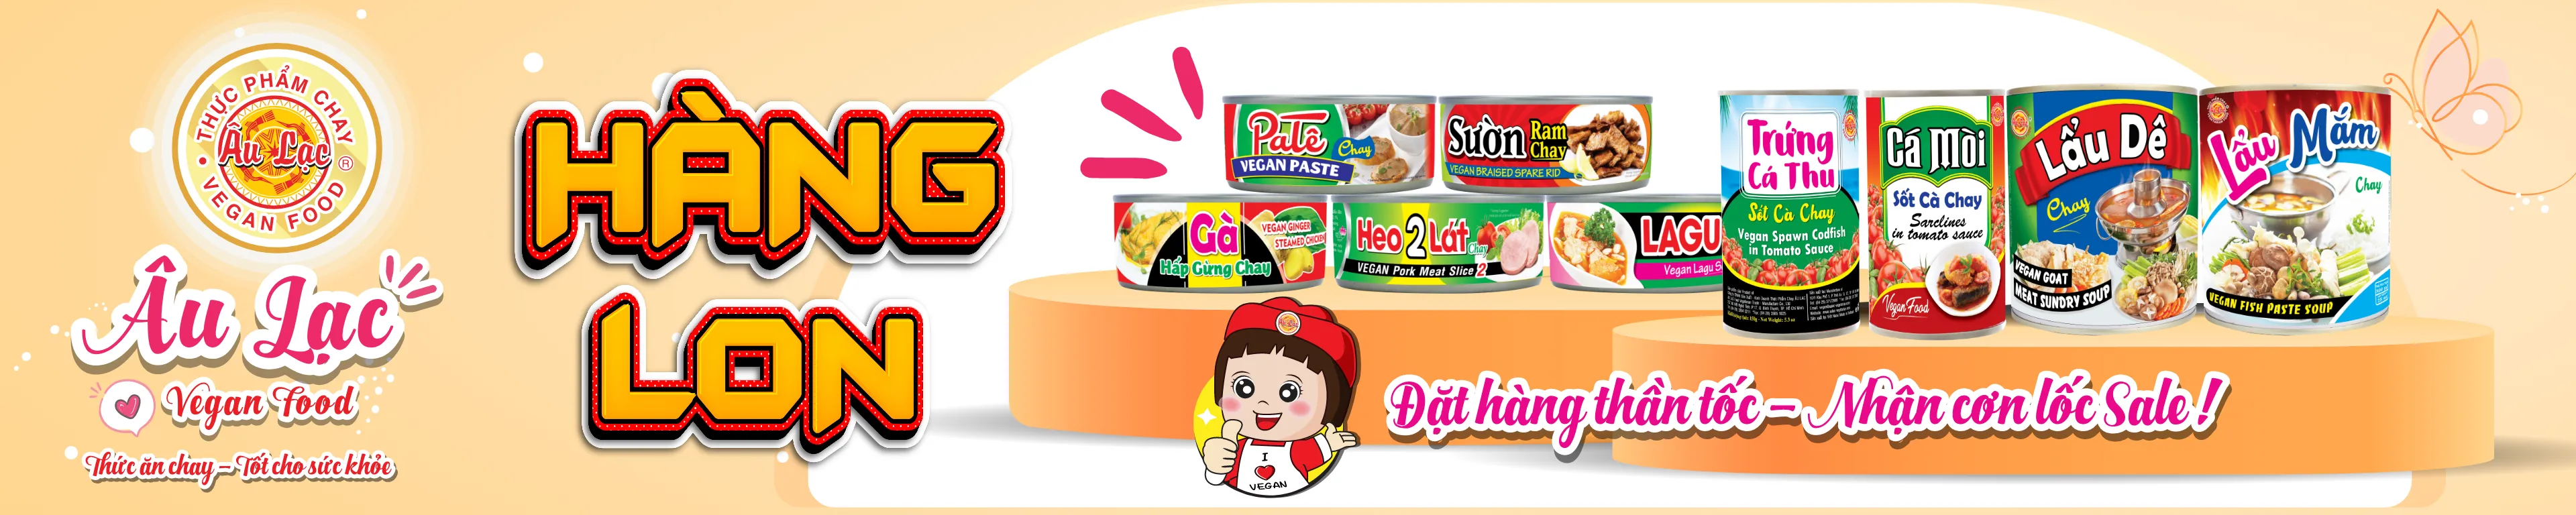 THỰC PHẨM CHAY
Âu Lạc
®
VEGAN FOOD
Âu Lạc
Vegan Food
Thức ăn chay – Tốt cho sức khỏe
HÀNG
LON
Patê
Chay
VEGAN PASTE
Sườn Ram
Chay
VEGAN BRAISED SPARE RID
Gà
Hấp Gừng Chay
VEGAN GINGER
STEAMED CHICKEN
Heo 2 Lát
Chay
VEGAN Pork Meat Slice 2
LAGU
Vegan Lagu S
Trứng
Cá Thu
Sốt Cà Chay
Vegan Spawn Codfish
in Tomato Sauce
Cá Mòi
Sốt Cà Chay
Sarclines
in tomato sauce
Vegan Food
Lẩu Dê
Chay
VEGAN GOAT
MEAT SUNDRY SOUP
Lẩu Mắm
Chay
VEGAN FISH PASTE SOUP
I
VEGAN
Đặt hàng thần tốc – Nhận cơn lốc Sale !